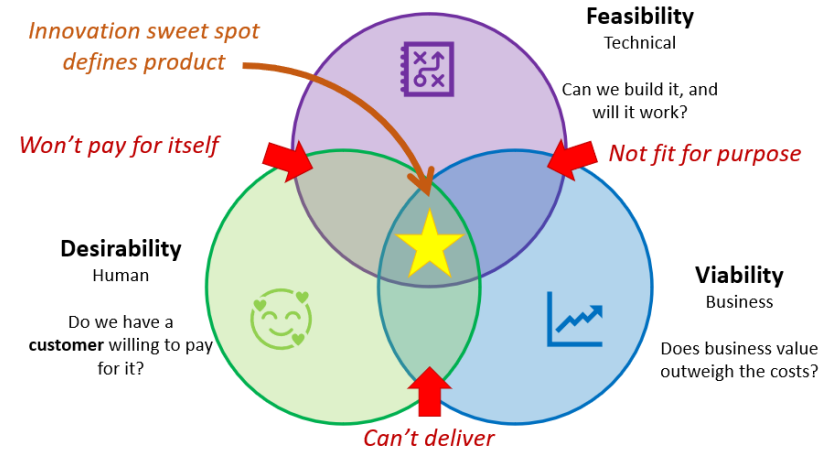 Innovation sweet spot
defines product
Feasibility
Technical
Can we build it, and
will it work?
Won't pay for itself
Not fit for purpose
Desirability
Human
Do we have a
customer willing to pay
for it?
Viability
Business
Does business value
outweigh the costs?
Can't deliver